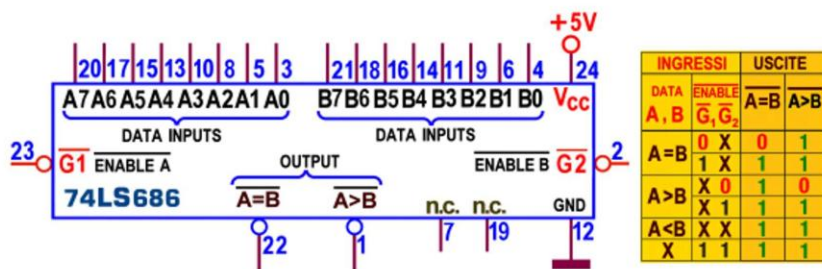 +5V
20 17 15 13 10 8 5 3 21 18 16 14 11 9 6 4 24
A7 A6 A5 A4 A3 A2 A1 A0 B7 B6 B5 B4 B3 B2 B1 B0 Vcc
DATA INPUTS DATA INPUTS
23 G1 ENABLE A OUTPUT ENABLE B G2 2
74LS686 A=B A>B n.c. n.c. GND
22 1 7 19 12
INGRESSI USCITE
DATA A, B ENABLE G1 G2 A=B A>B
A=B 0 X 0 1
1 X 1 1
A>B X 0 1 0
X 1 1 1
A<B X X 1 1
X 1 1 1 1